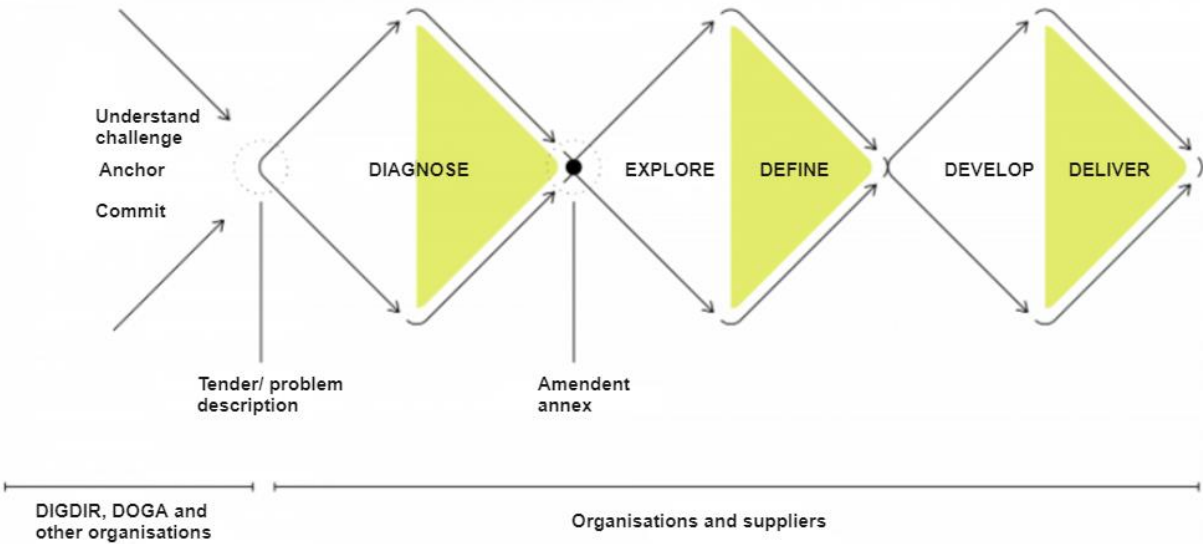 Understand
challenge
Anchor
Commit
DIAGNOSE
EXPLORE
DEFINE
DEVELOP
DELIVER
Tender/ problem
description
Amendent
annex
DIGDIR, DOGA and
other organisations
Organisations and suppliers